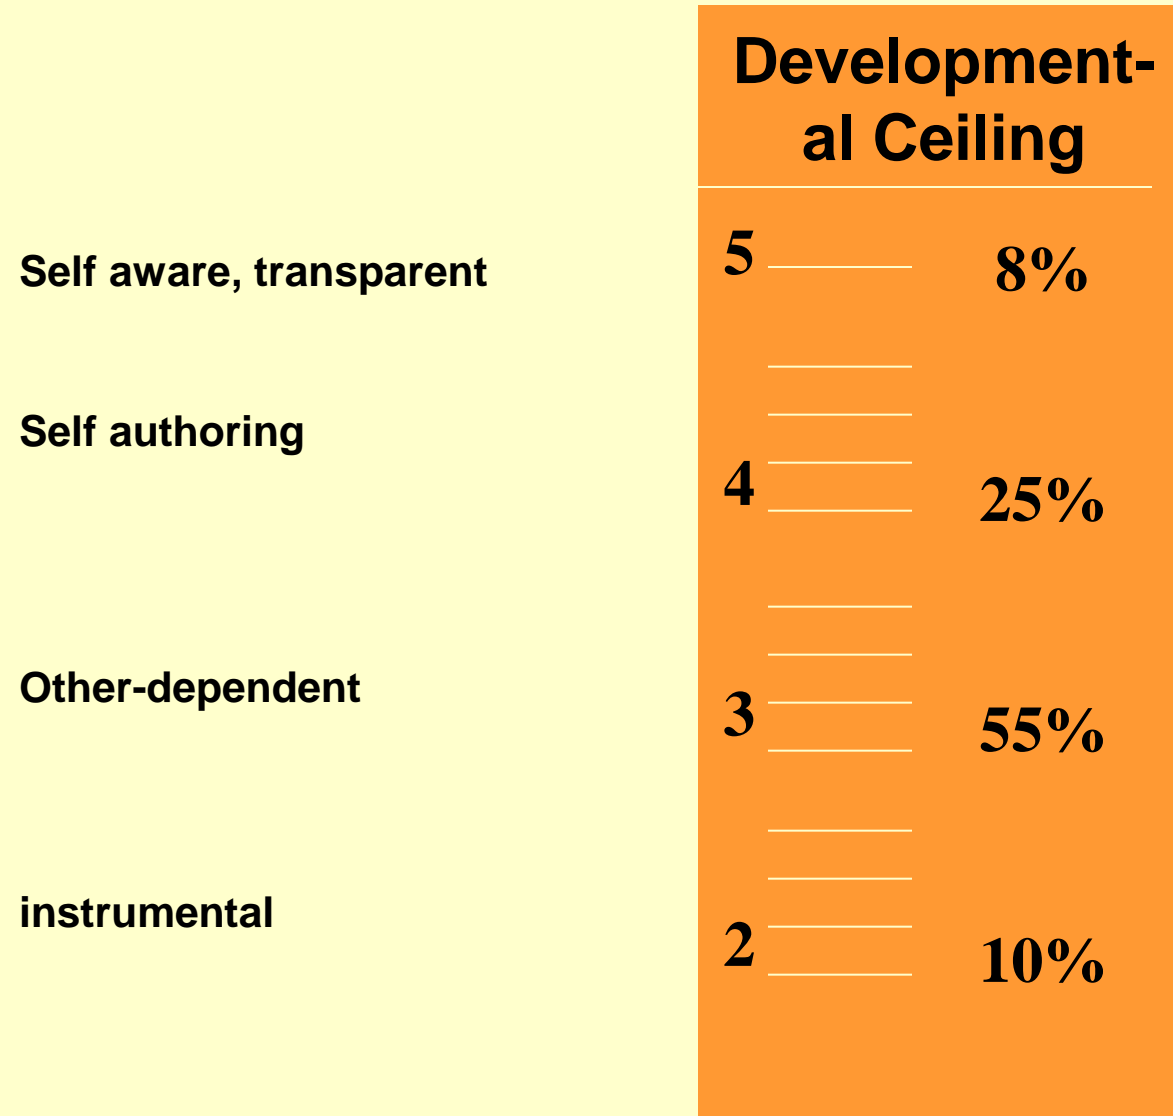 Development-
al Ceiling
Self aware, transparent 5 8%
Self authoring
4 25%
Other-dependent
3 55%
instrumental
2 10%